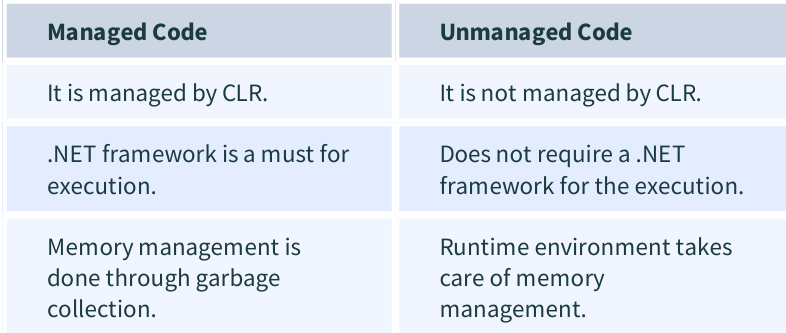 Managed Code
Unmanaged Code
It is managed by CLR.
It is not managed by CLR.
.NET framework is a must for
execution.
Does not require a .NET
framework for the execution.
Memory management is
done through garbage
collection.
Runtime environment takes
care of memory
management.